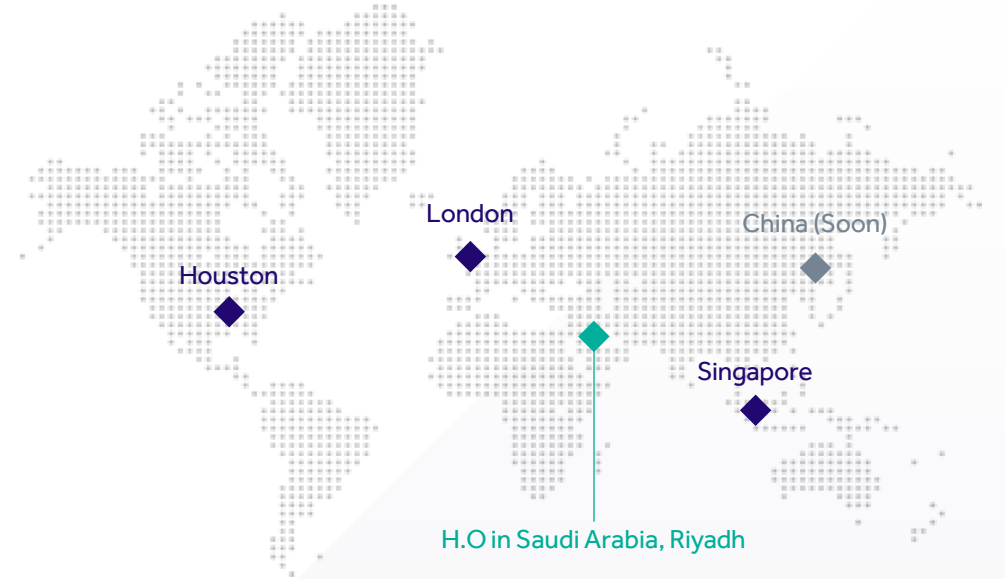 London
China (Soon)
Houston
Singapore
H.O in Saudi Arabia, Riyadh